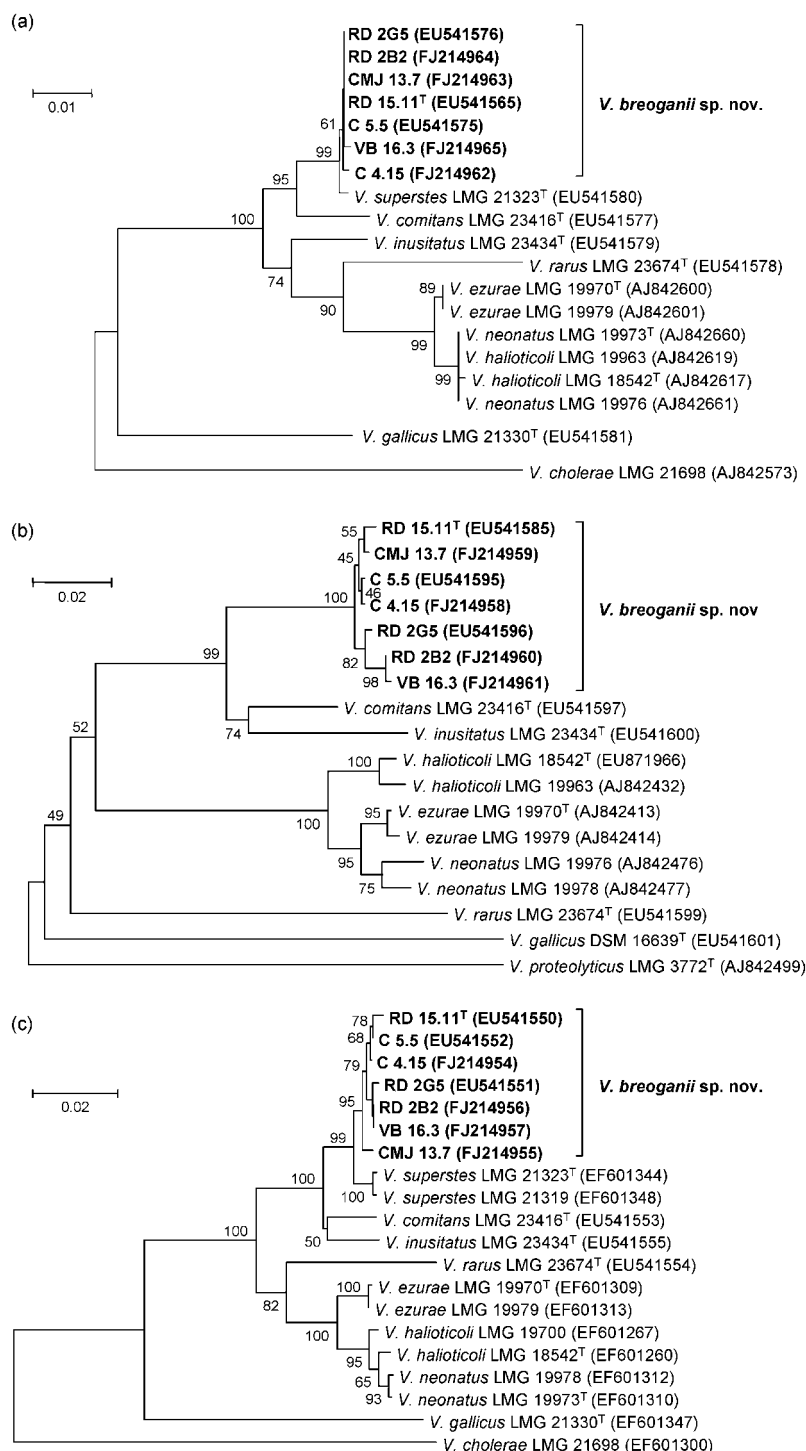 (a)
0.01
RD 2G5 (EU541576)
RD 2B2 (FJ214964)
CMJ 13.7 (FJ214963)
RD 15.11ᵀ (EU541565)
C 5.5 (EU541575)
VB 16.3 (FJ214965)
C 4.15 (FJ214962)
V. breoganii sp. nov.
V. superstes LMG 21323ᵀ (EU541580)
V. comitans LMG 23416ᵀ (EU541577)
V. inusitatus LMG 23434ᵀ (EU541579)
V. rarus LMG 23674ᵀ (EU541578)
V. ezurae LMG 19970ᵀ (AJ842600)
V. ezurae LMG 19979 (AJ842601)
V. neonatus LMG 19973ᵀ (AJ842660)
V. halioticoli LMG 19963 (AJ842619)
V. halioticoli LMG 18542ᵀ (AJ842617)
V. neonatus LMG 19976 (AJ842661)
V. gallicus LMG 21330ᵀ (EU541581)
V. cholerae LMG 21698 (AJ842573)
61
99
95
100
74
90
89
99
99
(b)
0.02
RD 15.11ᵀ (EU541585)
CMJ 13.7 (FJ214959)
C 5.5 (EU541595)
C 4.15 (FJ214958)
RD 2G5 (EU541596)
RD 2B2 (FJ214960)
VB 16.3 (FJ214961)
V. breoganii sp. nov
V. comitans LMG 23416ᵀ (EU541597)
V. inusitatus LMG 23434ᵀ (EU541600)
V. halioticoli LMG 18542ᵀ (EU871966)
V. halioticoli LMG 19963 (AJ842432)
V. ezurae LMG 19970ᵀ (AJ842413)
V. ezurae LMG 19979 (AJ842414)
V. neonatus LMG 19976 (AJ842476)
V. neonatus LMG 19978 (AJ842477)
V. rarus LMG 23674ᵀ (EU541599)
V. gallicus DSM 16639ᵀ (EU541601)
V. proteolyticus LMG 3772ᵀ (AJ842499)
55
45
46
100
82
98
99
74
52
100
100
95
95
75
49
(c)
0.02
RD 15.11ᵀ (EU541550)
C 5.5 (EU541552)
C 4.15 (FJ214954)
RD 2G5 (EU541551)
RD 2B2 (FJ214956)
VB 16.3 (FJ214957)
CMJ 13.7 (FJ214955)
V. breoganii sp. nov.
V. superstes LMG 21323ᵀ (EF601344)
V. superstes LMG 21319 (EF601348)
V. comitans LMG 23416ᵀ (EU541553)
V. inusitatus LMG 23434ᵀ (EU541555)
V. rarus LMG 23674ᵀ (EU541554)
V. ezurae LMG 19970ᵀ (EF601309)
V. ezurae LMG 19979 (EF601313)
V. halioticoli LMG 19700 (EF601267)
V. halioticoli LMG 18542ᵀ (EF601260)
V. neonatus LMG 19978 (EF601312)
V. neonatus LMG 19973ᵀ (EF601310)
V. gallicus LMG 21330ᵀ (EF601347)
V. cholerae LMG 21698 (EF601300)
78
68
79
95
99
100
100
50
100
82
100
100
95
65
93